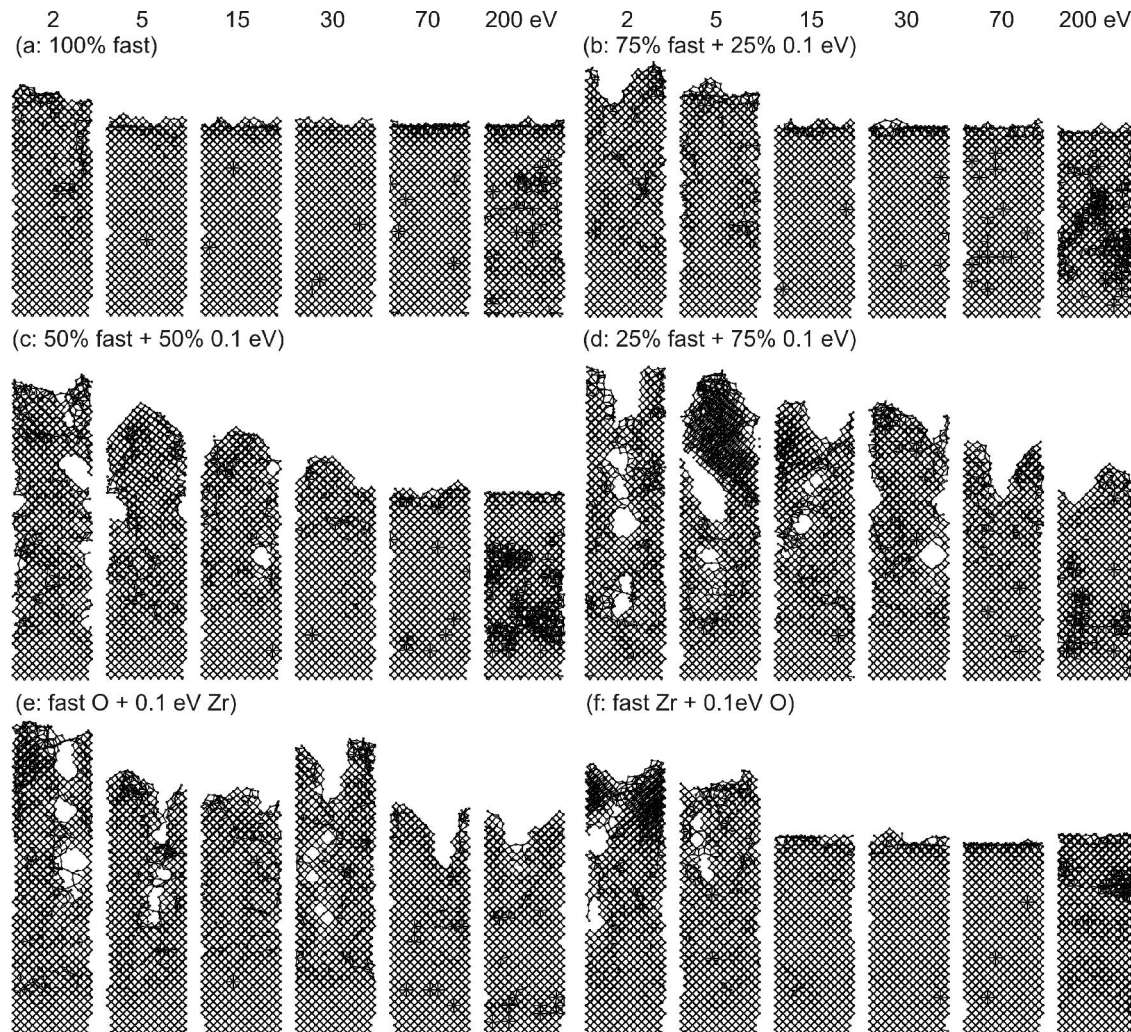 2 5 15 30 70 200 eV 2 5 15 30 70 200 eV
(a: 100% fast) (b: 75% fast + 25% 0.1 eV)
(c: 50% fast + 50% 0.1 eV) (d: 25% fast + 75% 0.1 eV)
(e: fast O + 0.1 eV Zr) (f: fast Zr + 0.1eV O)